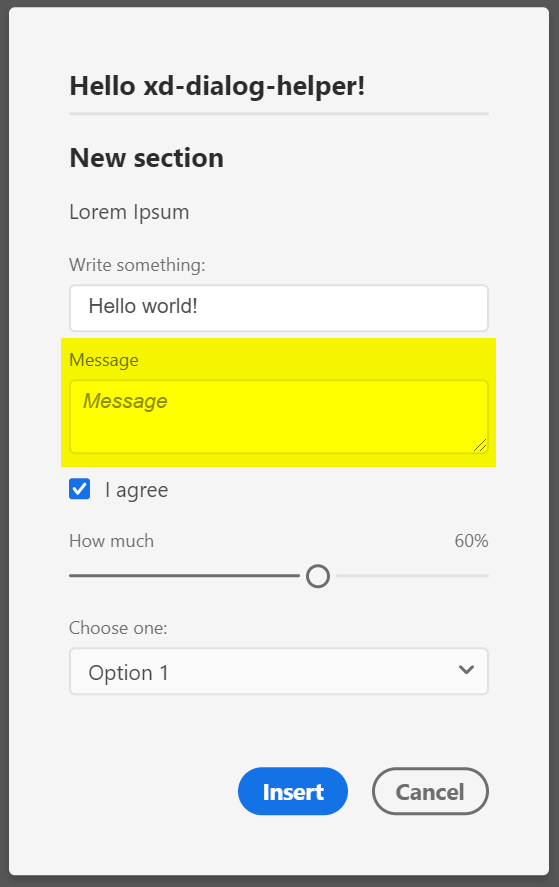 Hello xd-dialog-helper!
New section
Lorem Ipsum
Write something:
Hello world!
Message
Message
I agree
How much 60%
Choose one:
Option 1
Insert Cancel